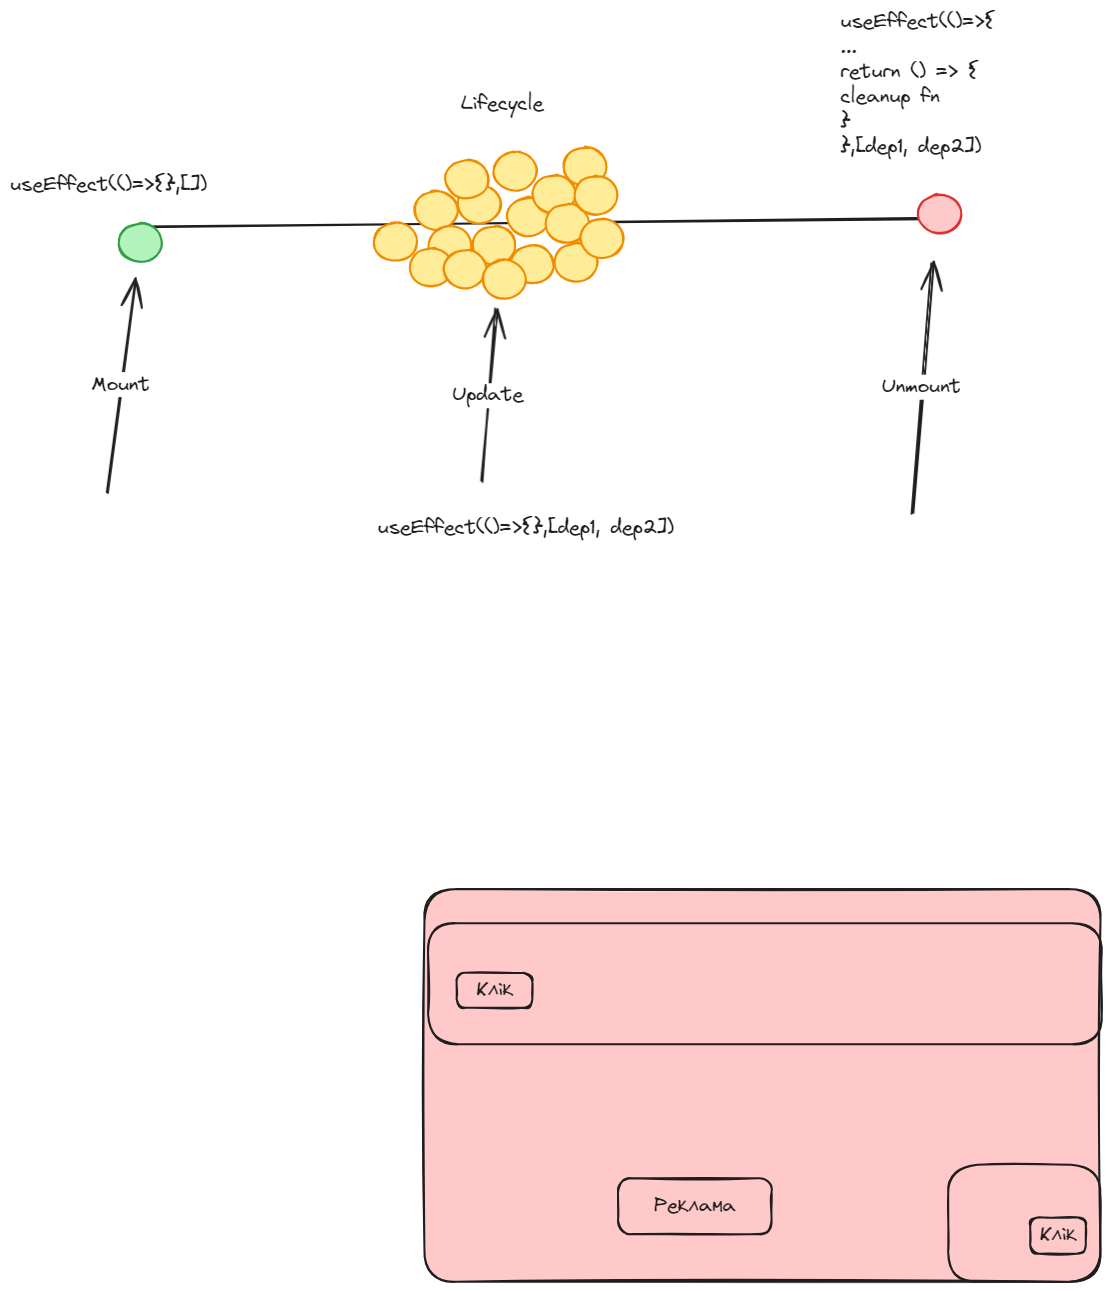 useEffect(()=>{
...
return () => {
cleanup fn
}
},[dep1, dep2])
Lifecycle
useEffect(()=>{},[])
Mount
Update
Unmount
useEffect(()=>{},[dep1, dep2])
Клік
Реклама
Клік